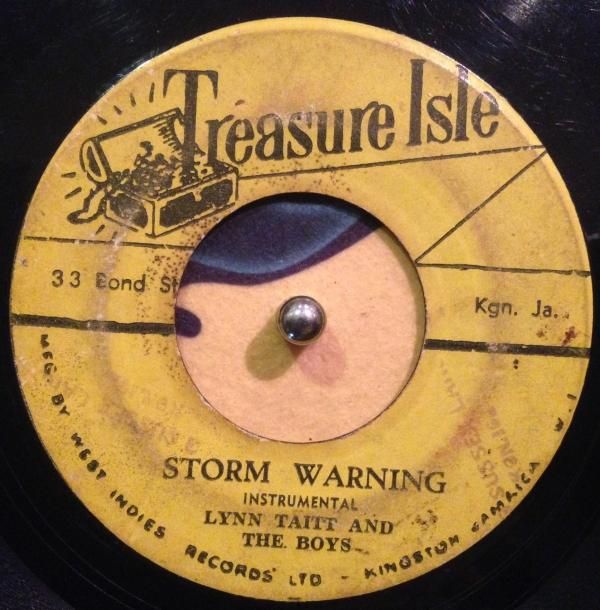 Treasure Isle
33 Bond St
Kgn. Ja.
STORM WARNING
INSTRUMENTAL
LYNN TAITT AND
THE BOYS
MFG. BY WEST INDIES RECORDS LTD - KINGSTON JAMAICA W.I